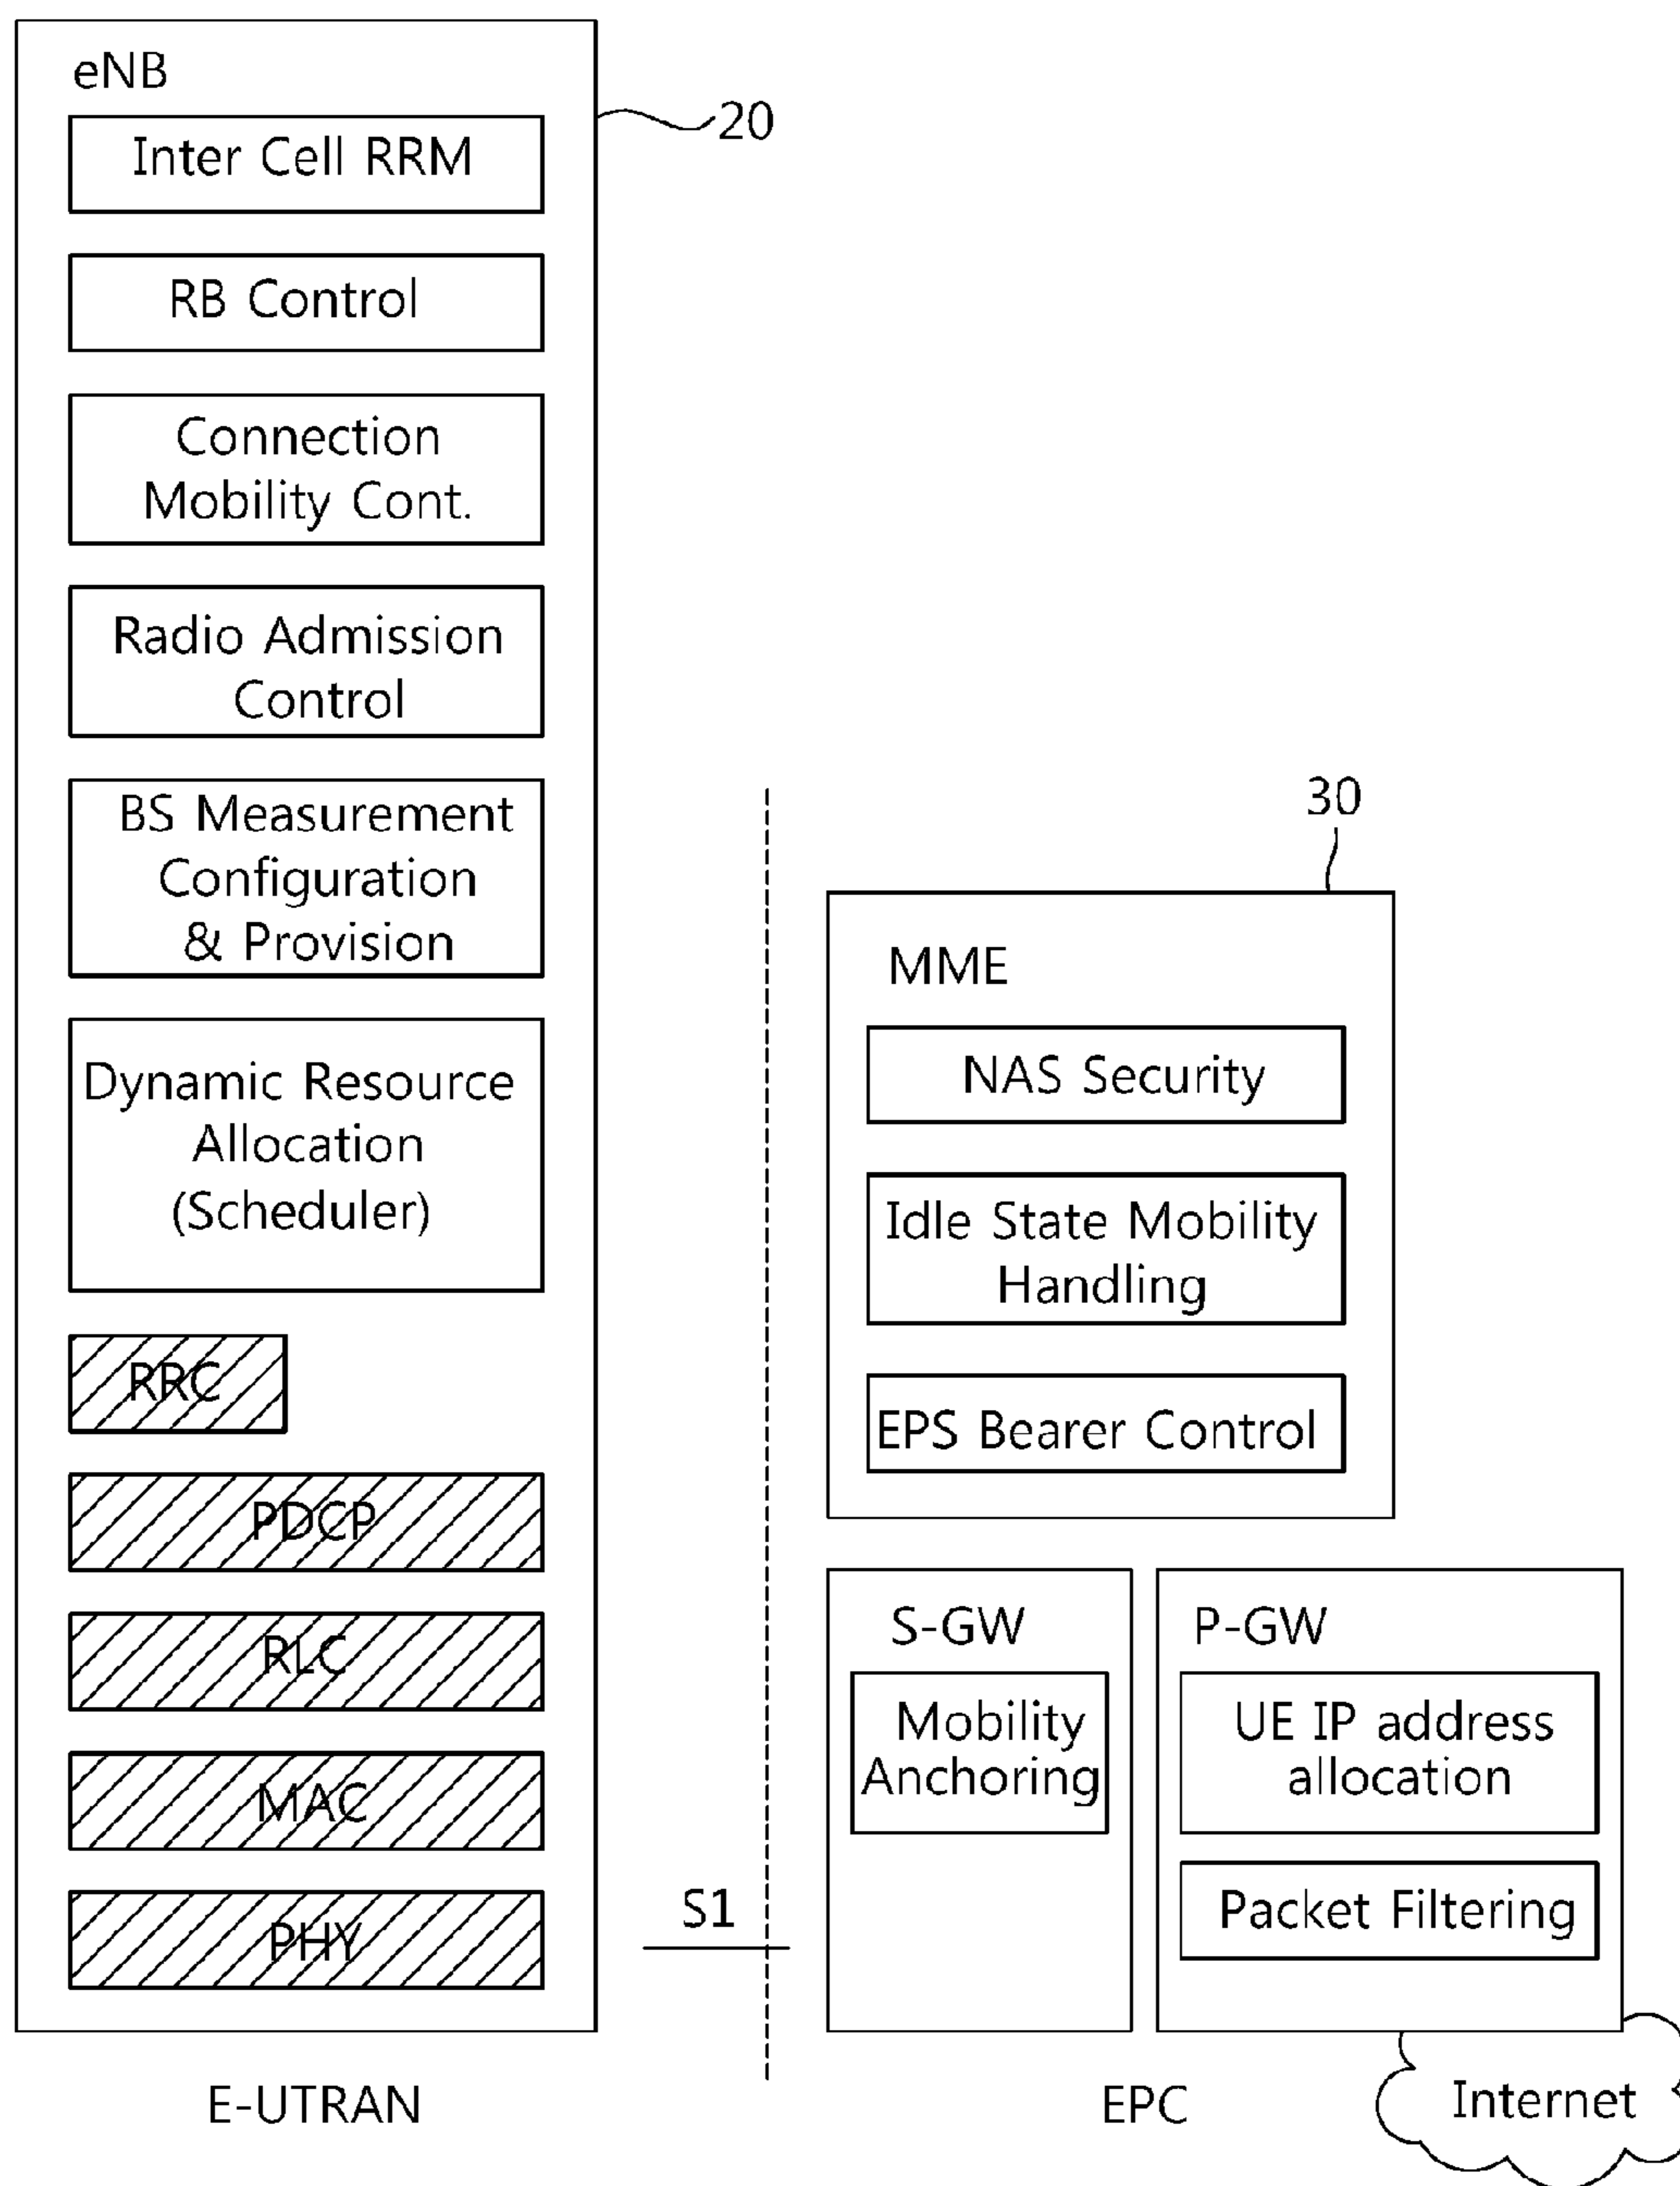 eNB
20
Inter Cell RRM
RB Control
Connection
Mobility Cont.
Radio Admission
Control
BS Measurement
Configuration
& Provision
Dynamic Resource
Allocation
(Scheduler)
RRC
PDCP
RLC
MAC
PHY
E-UTRAN
S1
30
MME
NAS Security
Idle State Mobility
Handling
EPS Bearer Control
S-GW
Mobility
Anchoring
P-GW
UE IP address
allocation
Packet Filtering
EPC
Internet